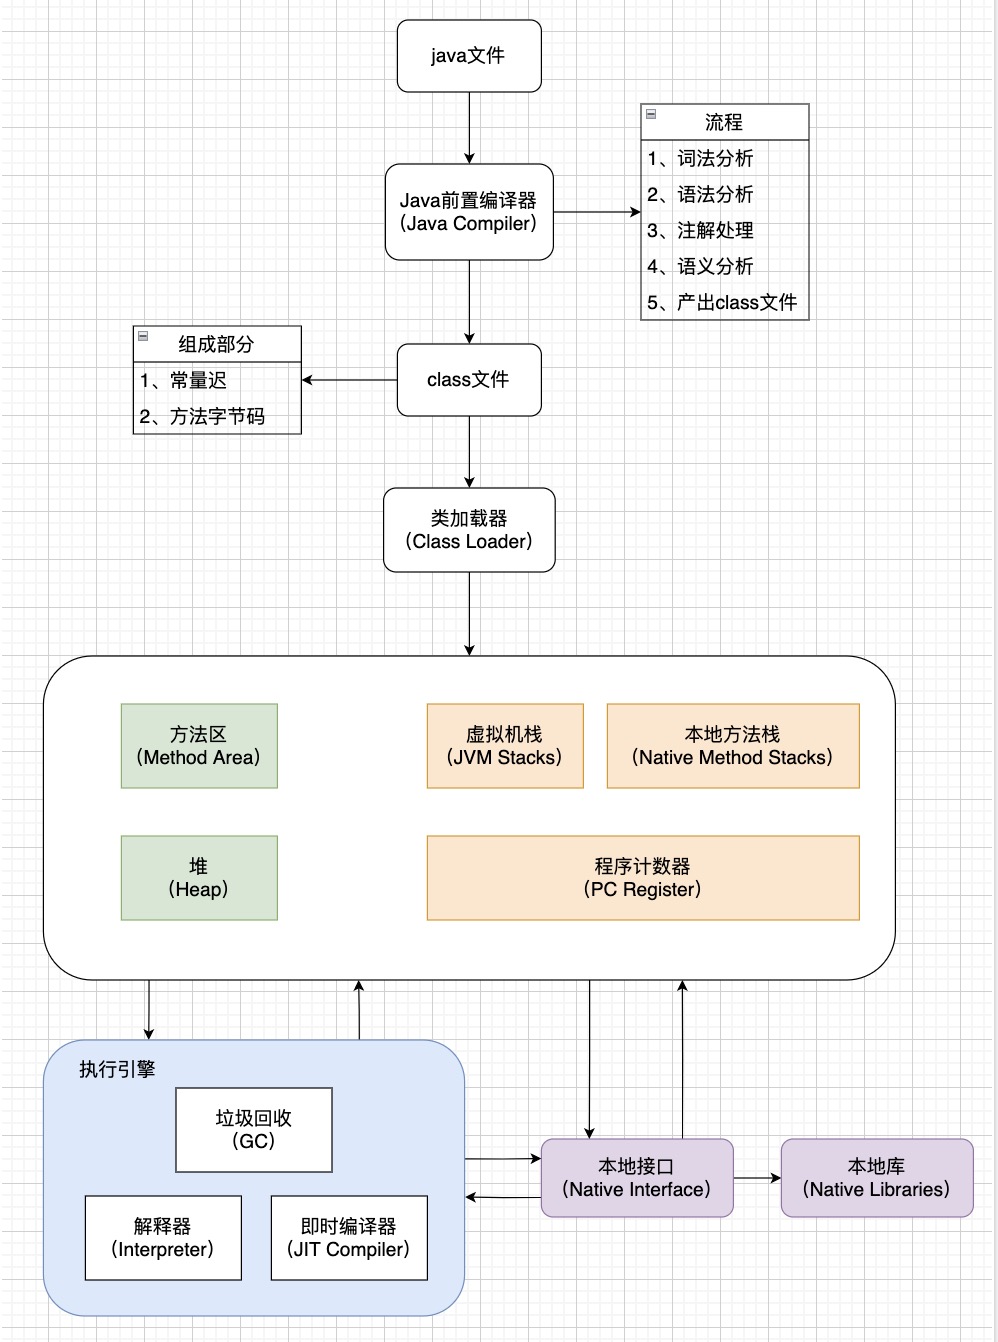 java文件
Java前置编译器
（Java Compiler）
流程
1、词法分析
2、语法分析
3、注解处理
4、语义分析
5、产出class文件
组成部分
1、常量迟
2、方法字节码
class文件
类加载器
（Class Loader）
方法区
（Method Area）
虚拟机栈
（JVM Stacks）
本地方法栈
（Native Method Stacks）
堆
（Heap）
程序计数器
（PC Register）
执行引擎
垃圾回收
（GC）
解释器
（Interpreter）
即时编译器
（JIT Compiler）
本地接口
（Native Interface）
本地库
（Native Libraries）